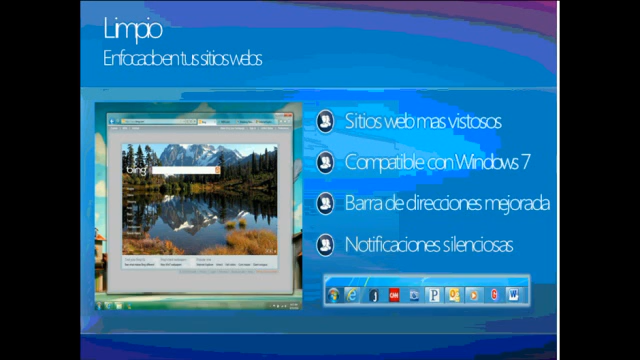 Limpio
Enfocado en tus sitios webs
Sitios web mas vistosos
Compatible con Windows 7
Barra de direcciones mejorada
Notificaciones silenciosas
bing
CNN